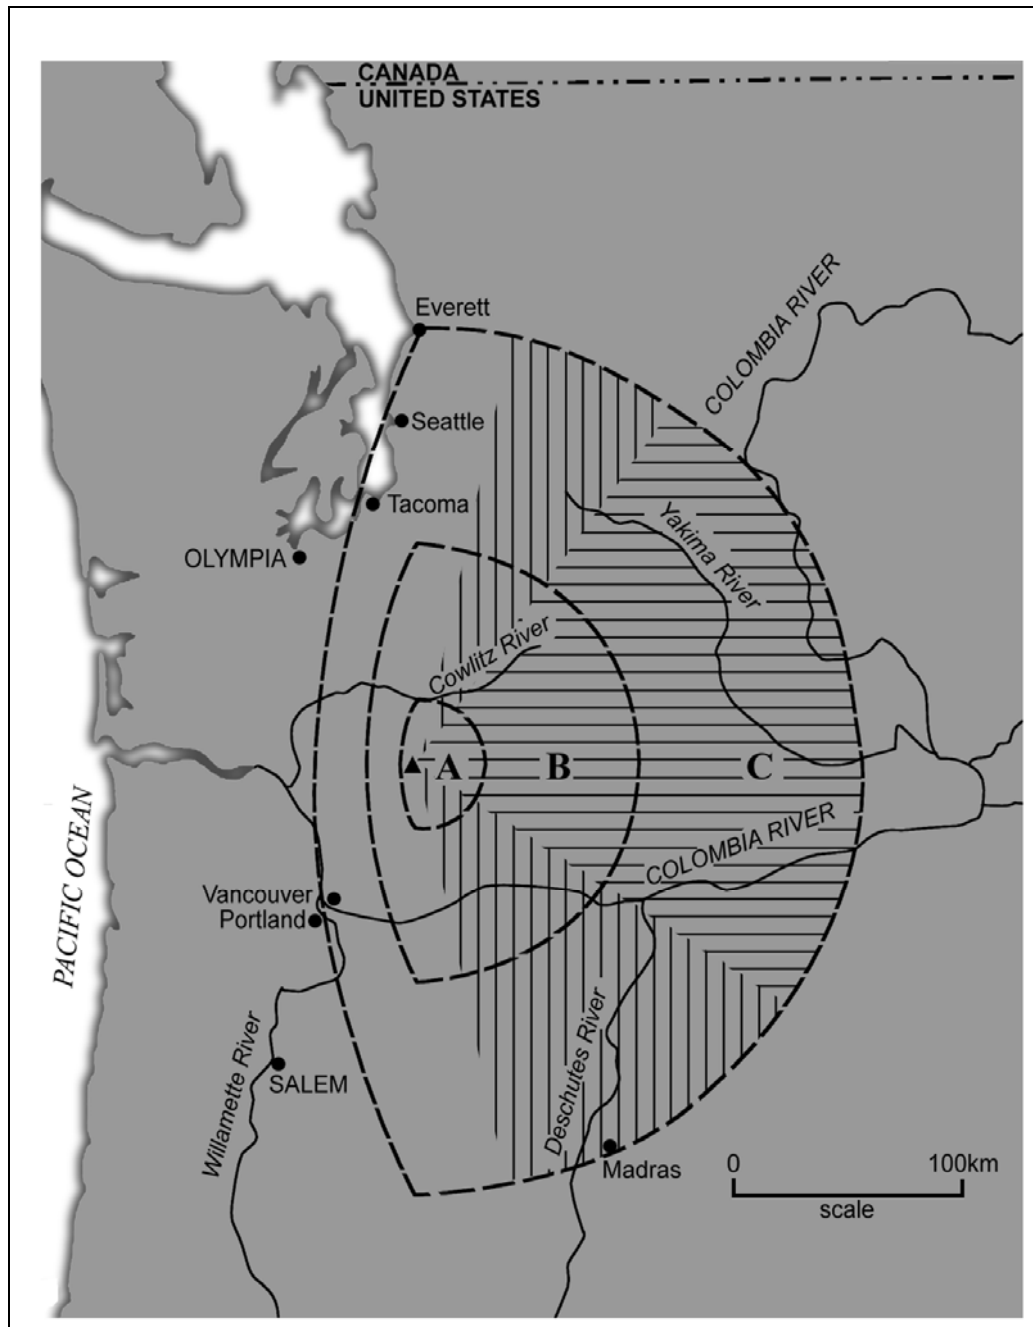 CANADA
UNITED STATES
Everett
COLOMBIA RIVER
Seattle
Tacoma
Yakima River
OLYMPIA
Cowlitz River
A
B
C
COLOMBIA RIVER
PACIFIC OCEAN
Vancouver
Portland
Willamette River
Deschutes River
SALEM
Madras
0
100km
scale